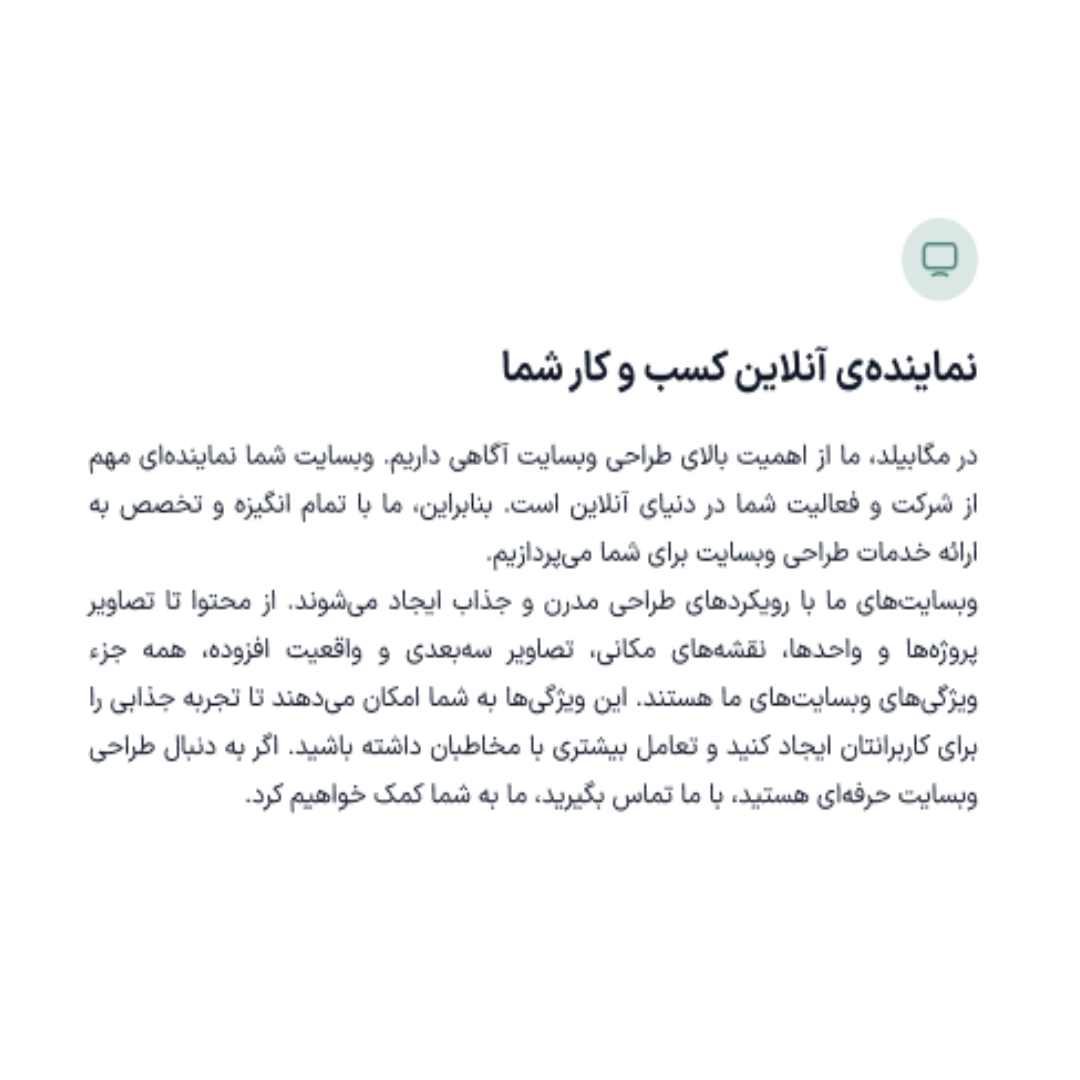 نماینده‌ی آنلاین کسب و کار شما
در مگابیلد، ما از اهمیت بالای طراحی وبسایت آگاهی داریم. وبسایت شما نماینده‌ای مهم
از شرکت و فعالیت شما در دنیای آنلاین است. بنابراین، ما با تمام انگیزه و تخصص به
ارائه خدمات طراحی وبسایت برای شما می‌پردازیم.
وبسایت‌های ما با رویکردهای طراحی مدرن و جذاب ایجاد می‌شوند. از محتوا تا تصاویر
پروژه‌ها و واحدها، نقشه‌های مکانی، تصاویر سه‌بعدی و واقعیت افزوده، همه جزء
ویژگی‌های وبسایت‌های ما هستند. این ویژگی‌ها به شما امکان می‌دهند تا تجربه جذابی را
برای کاربرانتان ایجاد کنید و تعامل بیشتری با مخاطبان داشته باشید. اگر به دنبال طراحی
وبسایت حرفه‌ای هستید، با ما تماس بگیرید، ما به شما کمک خواهیم کرد.